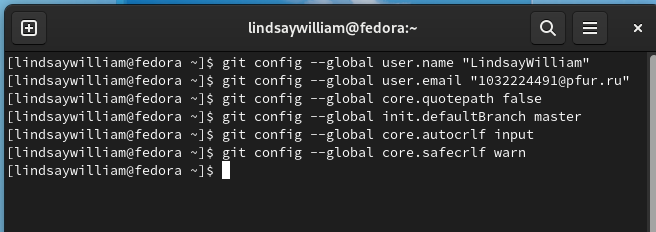 lindsaywilliam@fedora:~
[lindsaywilliam@fedora ~]$ git config --global user.name "LindsayWilliam"
[lindsaywilliam@fedora ~]$ git config --global user.email "1032224491@pfur.ru"
[lindsaywilliam@fedora ~]$ git config --global core.quotepath false
[lindsaywilliam@fedora ~]$ git config --global init.defaultBranch master
[lindsaywilliam@fedora ~]$ git config --global core.autocrlf input
[lindsaywilliam@fedora ~]$ git config --global core.safecrlf warn
[lindsaywilliam@fedora ~]$